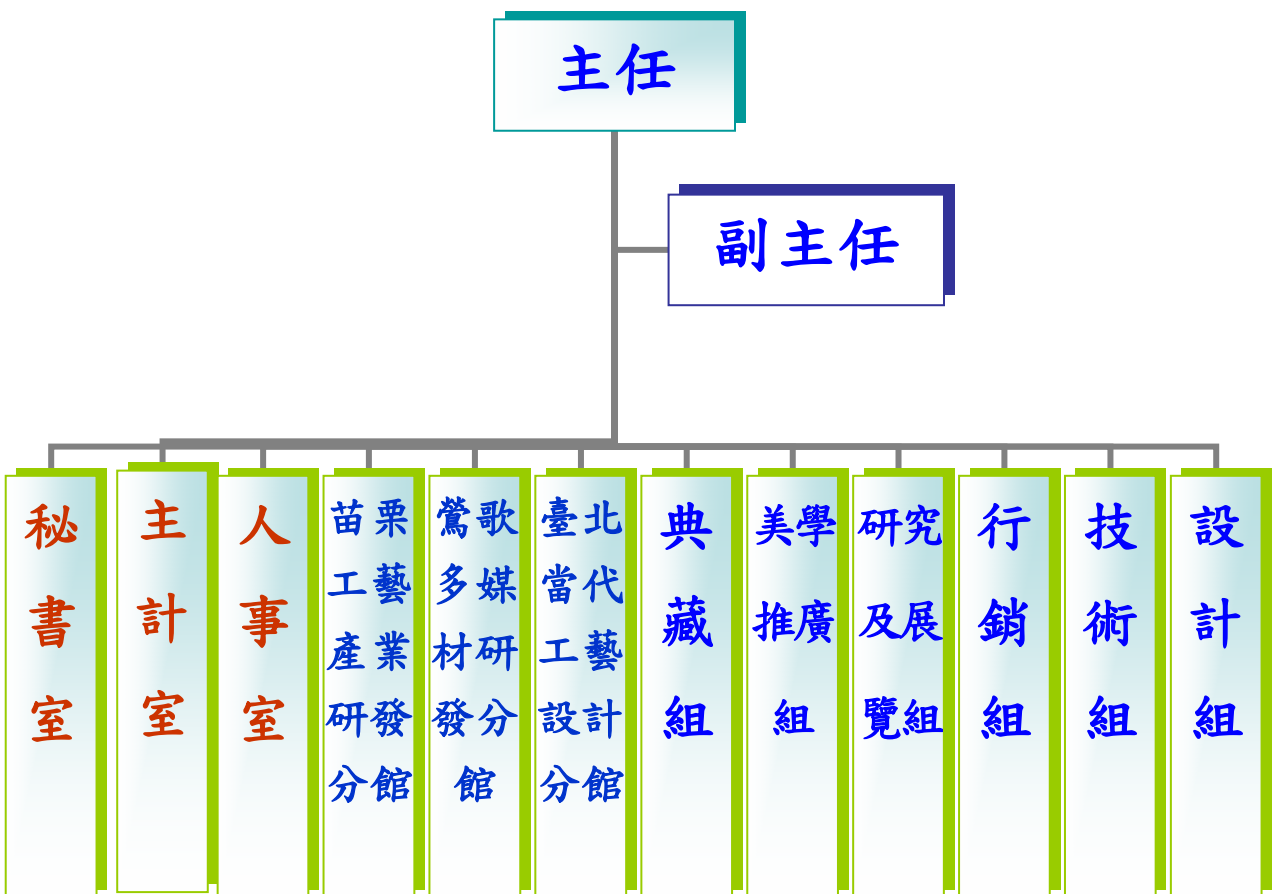 主任
副主任
秘書室
主計室
人事室
苗栗
工藝
產業
研發
分館
鶯歌
多媒
材研
發分
館
臺北
當代
工藝
設計
分館
典藏組
美學
推廣
組
研究
及展
覽組
行銷組
技術組
設計組